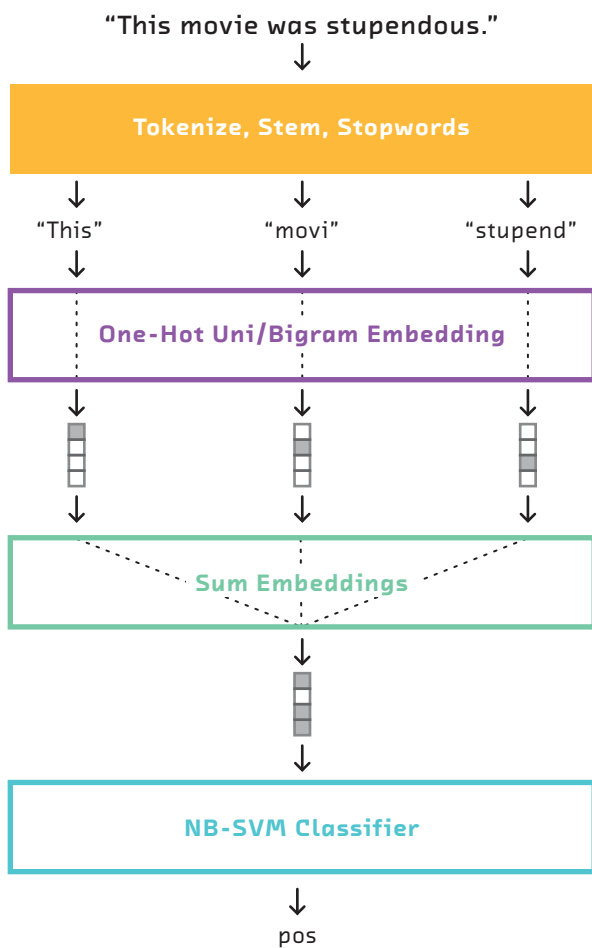 “This movie was stupendous.”
Tokenize, Stem, Stopwords
“This” “movi” “stupend”
One-Hot Uni/Bigram Embedding
Sum Embeddings
NB-SVM Classifier
pos